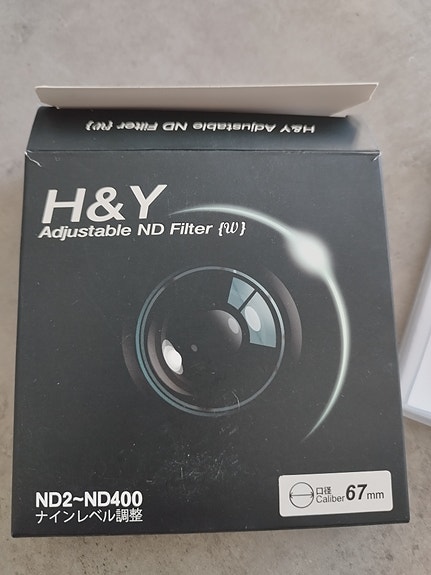 H&Y Adjustable ND Filter {W}
H&Y
Adjustable ND Filter {W}
ND2~ND400
ナインレベル調整
口径
Caliber 67mm